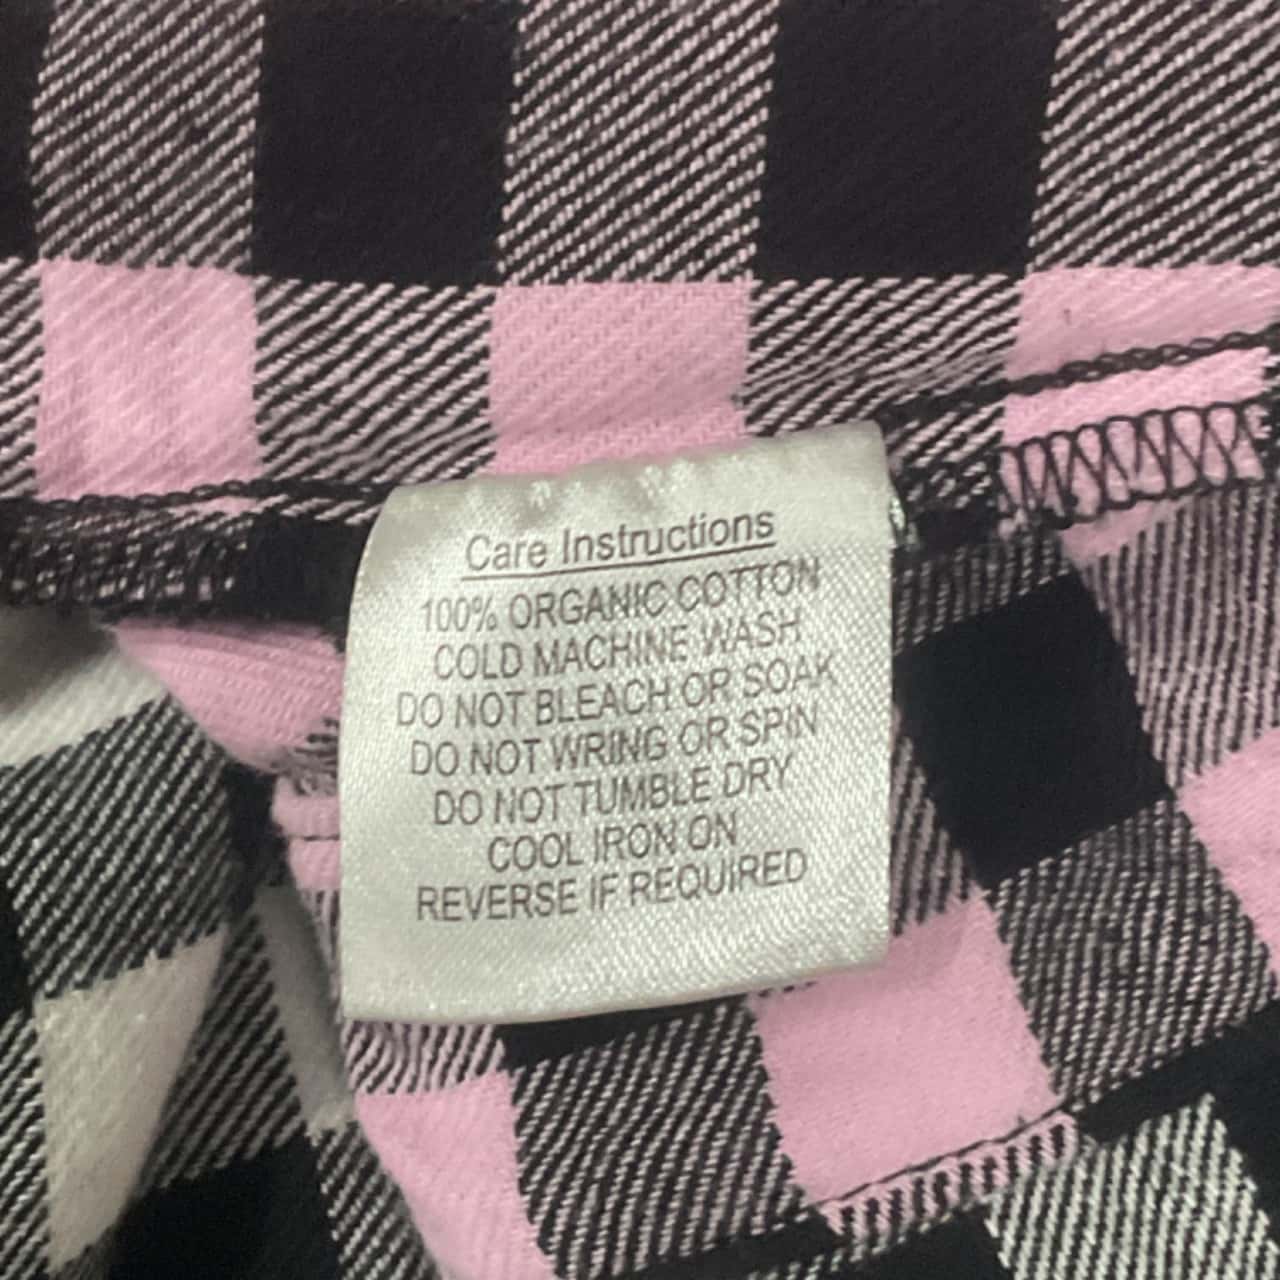 Care Instructions
100% ORGANIC COTTON
COLD MACHINE WASH
DO NOT BLEACH OR SOAK
DO NOT WRING OR SPIN
DO NOT TUMBLE DRY
COOL IRON ON
REVERSE IF REQUIRED